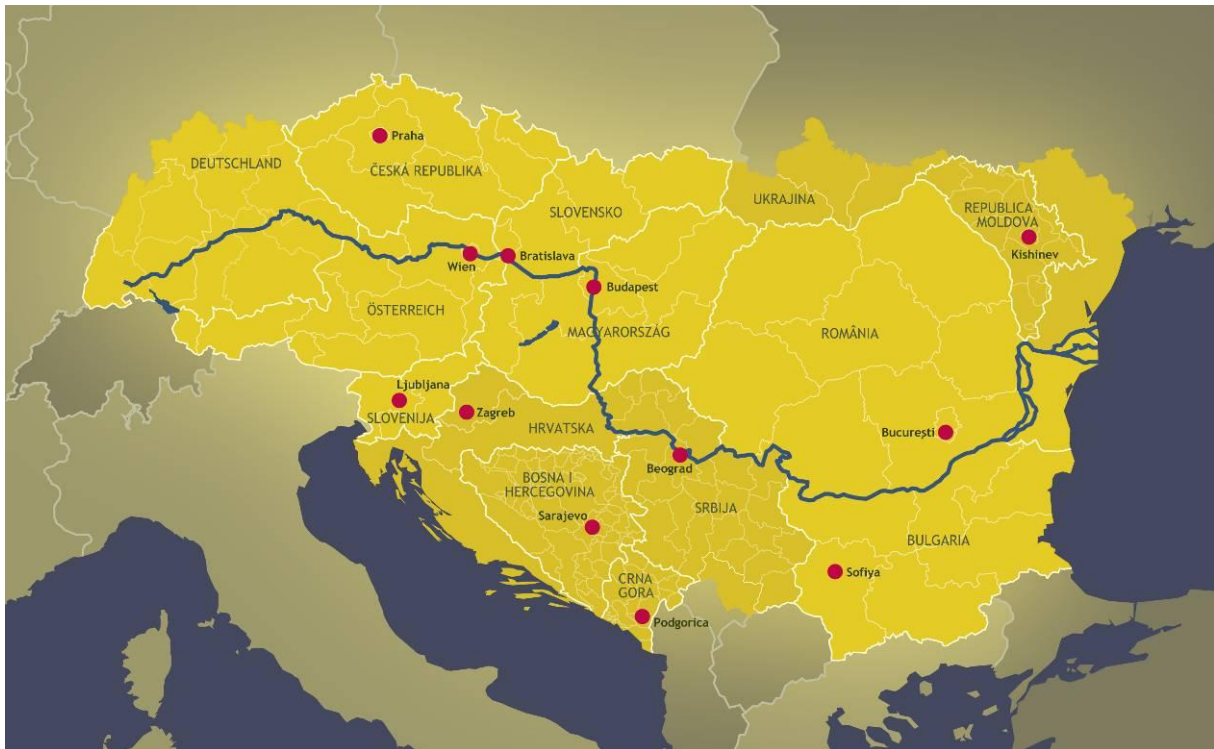 Praha
DEUTSCHLAND
ČESKÁ REPUBLIKA
UKRAJINA
SLOVENSKO
REPUBLICA
MOLDOVA
Kishinev
Wien
Bratislava
Budapest
ÖSTERREICH
MAGYARORSZÁG
ROMÂNIA
Ljubljana
SLOVENIJA
Zagreb
HRVATSKA
București
Beograd
BOSNA I
HERCEGOVINA
Sarajevo
SRBIJA
BULGARIA
Sofiya
CRNA
GORA
Podgorica